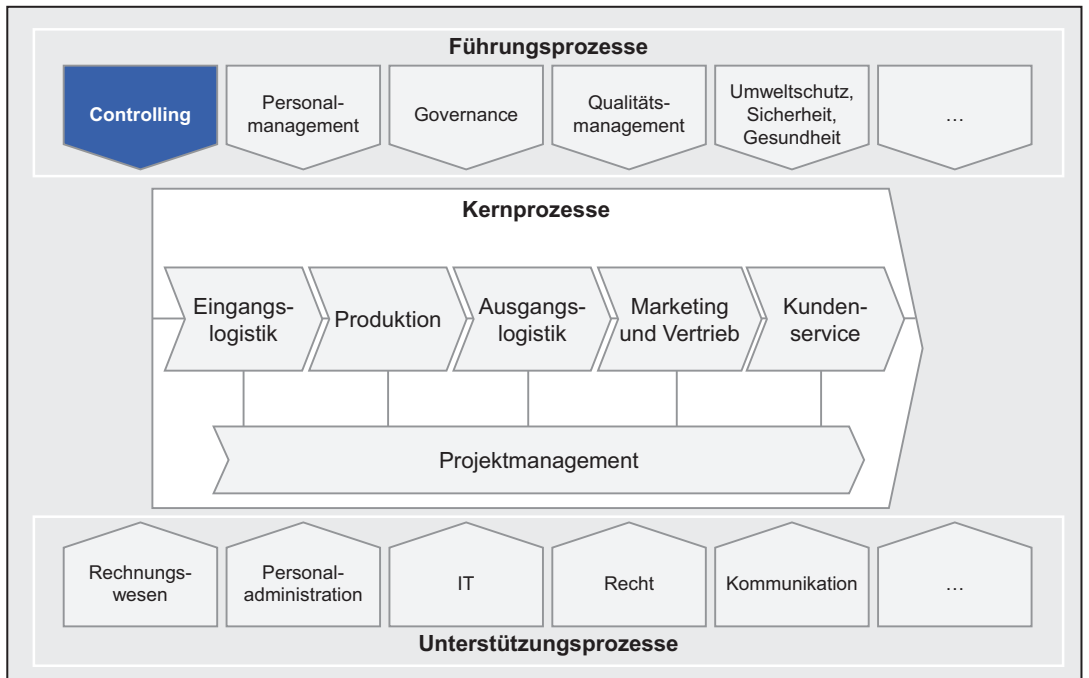 Führungsprozesse
Controlling
Personal-
management
Governance
Qualitäts-
management
Umweltschutz,
Sicherheit,
Gesundheit
…
Kernprozesse
Eingangs-
logistik
Produktion
Ausgangs-
logistik
Marketing
und Vertrieb
Kunden-
service
Projektmanagement
Rechnungs-
wesen
Personal-
administration
IT
Recht
Kommunikation
…
Unterstützungsprozesse